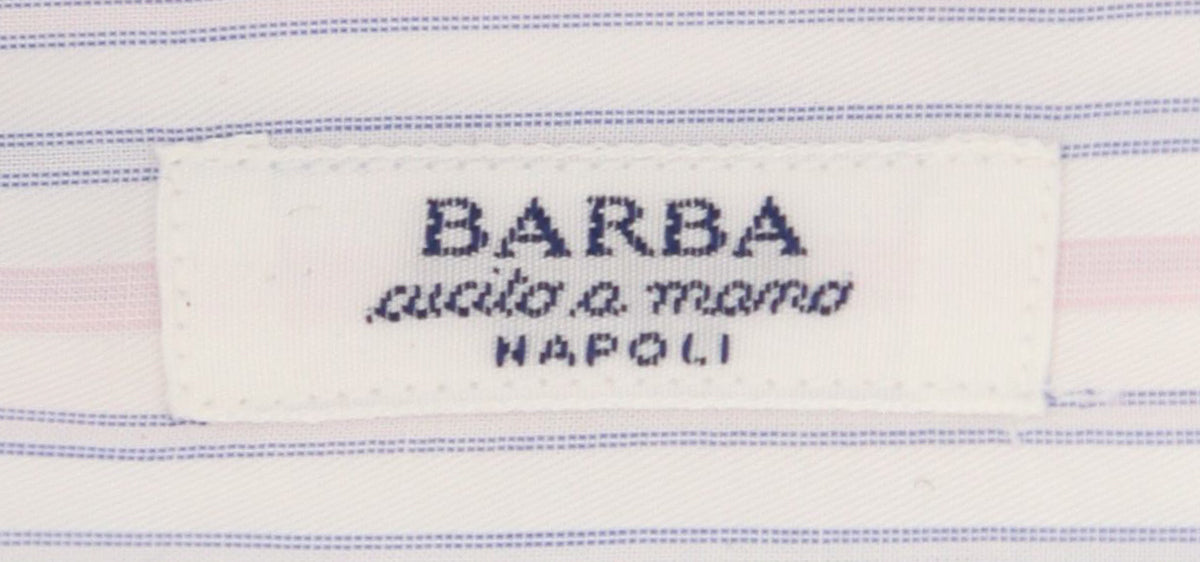 BARBA
cucito a mano
NAPOLI